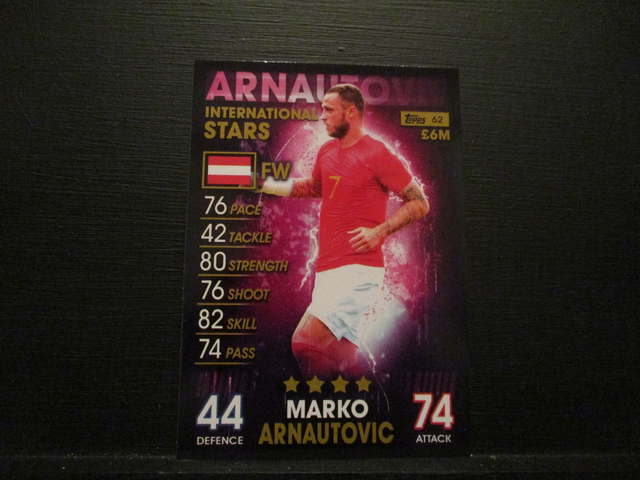 ARNAUTOVIC
INTERNATIONAL
STARS
TOPPS 62
£6M
FW
7
76 PACE
42 TACKLE
80 STRENGTH
76 SHOOT
82 SKILL
74 PASS
44
DEFENCE
MARKO
ARNAUTOVIC
74
ATTACK